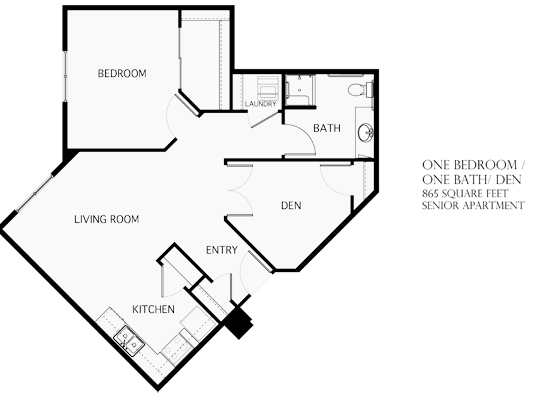 BEDROOM
LAUNDRY
BATH
LIVING ROOM
DEN
ENTRY
KITCHEN
ONE BEDROOM /
ONE BATH/ DEN
865 SQUARE FEET
SENIOR APARTMENT